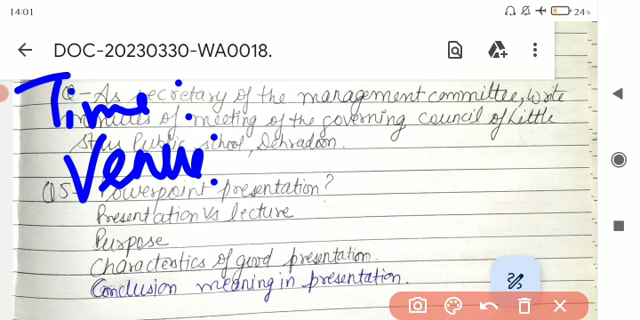 14:01
24%
DOC-20230330-WA0018.
Time :
Venue :
Q - As secretary of the management committee, write
minutes of meeting of the governing council of Little
Stars Public School, Dehradoon.
Q5 - Powerpoint presentation?
Presentation vs lecture
Purpose
Characterstics of good presentation.
Conclusion meaning in presentation.